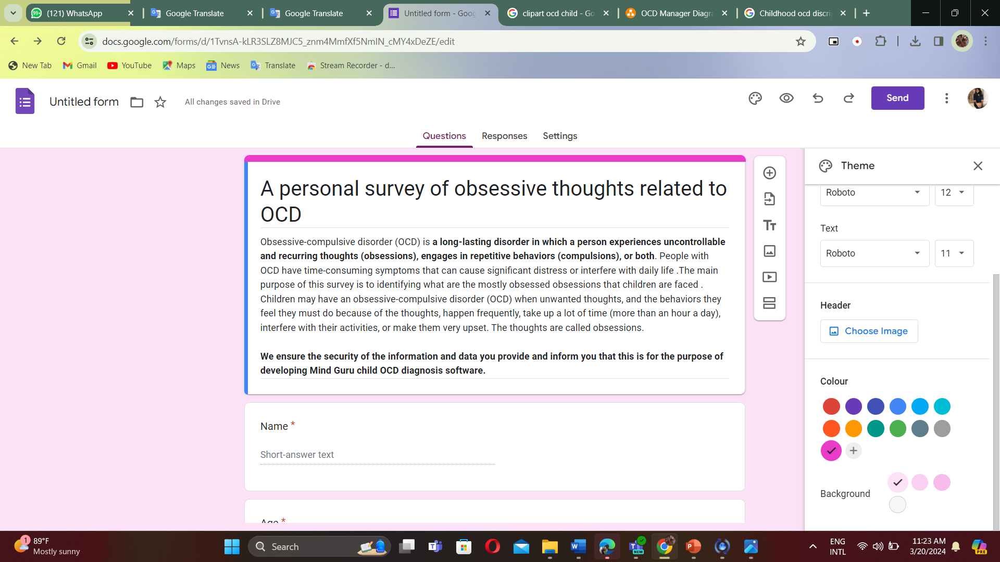 (121) WhatsApp
Google Translate
Google Translate
Untitled form - Goog
clipart ocd child - Go
OCD Manager Diagra
Childhood ocd discri
docs.google.com/forms/d/1TvnsA-kLR3SLZ8MJC5_znm4MmfXf5NmIN_cMY4xDeZE/edit
New Tab
Gmail
YouTube
Maps
News
Translate
Stream Recorder - d...
Untitled form
All changes saved in Drive
Send
Questions
Responses
Settings
A personal survey of obsessive thoughts related to
OCD
Obsessive-compulsive disorder (OCD) is a long-lasting disorder in which a person experiences uncontrollable
and recurring thoughts (obsessions), engages in repetitive behaviors (compulsions), or both. People with
OCD have time-consuming symptoms that can cause significant distress or interfere with daily life .The main
purpose of this survey is to identifying what are the mostly obsessed obsessions that children are faced .
Children may have an obsessive-compulsive disorder (OCD) when unwanted thoughts, and the behaviors they
feel they must do because of the thoughts, happen frequently, take up a lot of time (more than an hour a day),
interfere with their activities, or make them very upset. The thoughts are called obsessions.
We ensure the security of the information and data you provide and inform you that this is for the purpose of
developing Mind Guru child OCD diagnosis software.
Name *
Short-answer text
Age *
Theme
Roboto
12
Text
Roboto
11
Header
Choose Image
Colour
Background
1
89°F
Mostly sunny
Search
NEW
ENG
INTL
11:23 AM
3/20/2024
PRE